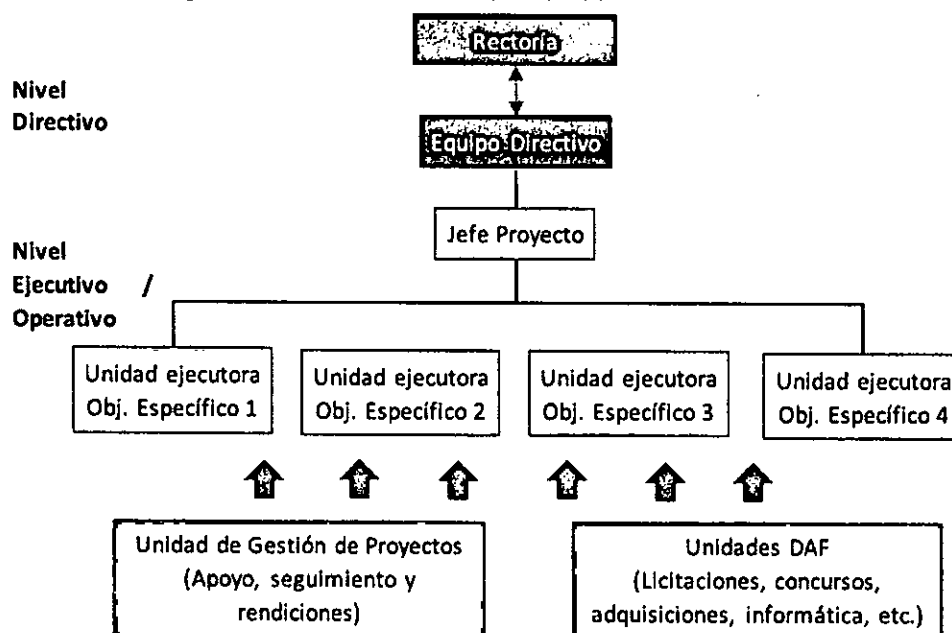 Rectoría
Nivel
Directivo
Equipo Directivo
Jefe Proyecto
Nivel
Ejecutivo /
Operativo
Unidad ejecutora
Obj. Específico 1
Unidad ejecutora
Obj. Específico 2
Unidad ejecutora
Obj. Específico 3
Unidad ejecutora
Obj. Específico 4
Unidad de Gestión de Proyectos
(Apoyo, seguimiento y
rendiciones)
Unidades DAF
(Licitaciones, concursos,
adquisiciones, informática, etc.)